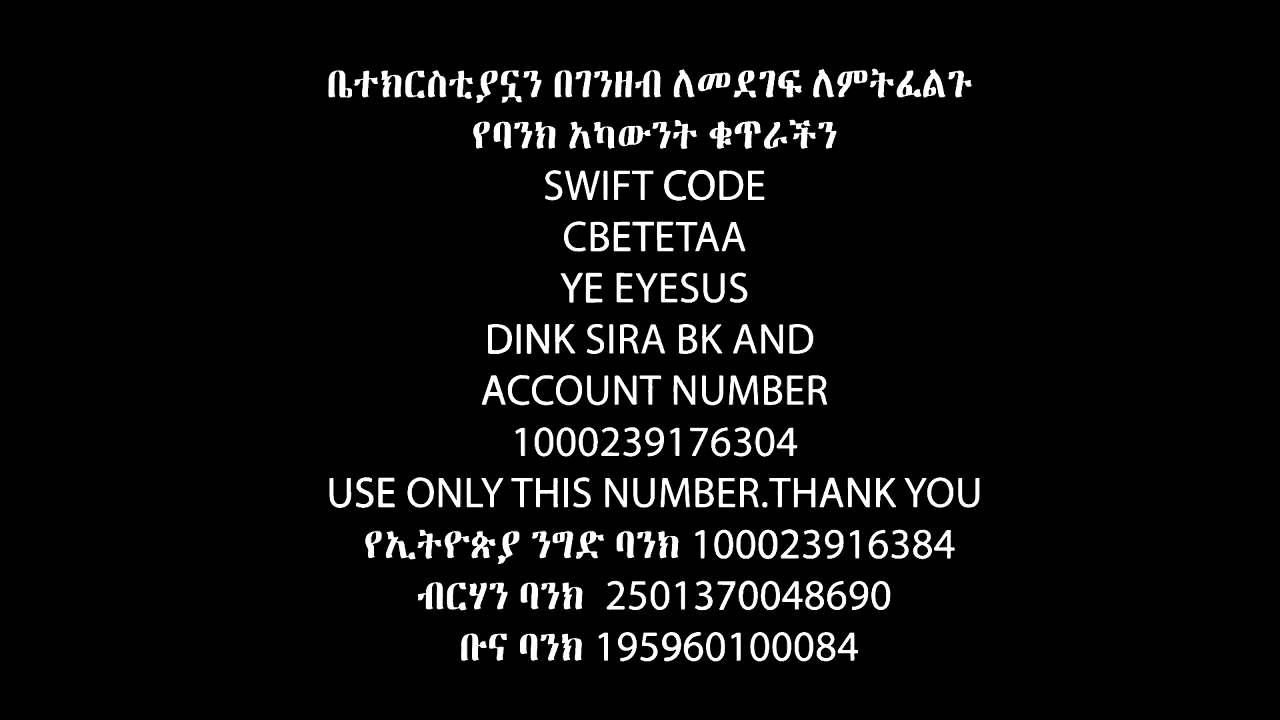 ቤተክርስቲያኗን በገንዘብ ለመደገፍ ለምትፈልጉ
የባንክ አካውንት ቁጥራችን
SWIFT CODE
CBETETAA
YE EYESUS
DINK SIRA BK AND
ACCOUNT NUMBER
1000239176304
USE ONLY THIS NUMBER.THANK YOU
የኢትዮጵያ ንግድ ባንክ 100023916384
ብርሃን ባንክ 2501370048690
ቡና ባንክ 195960100084